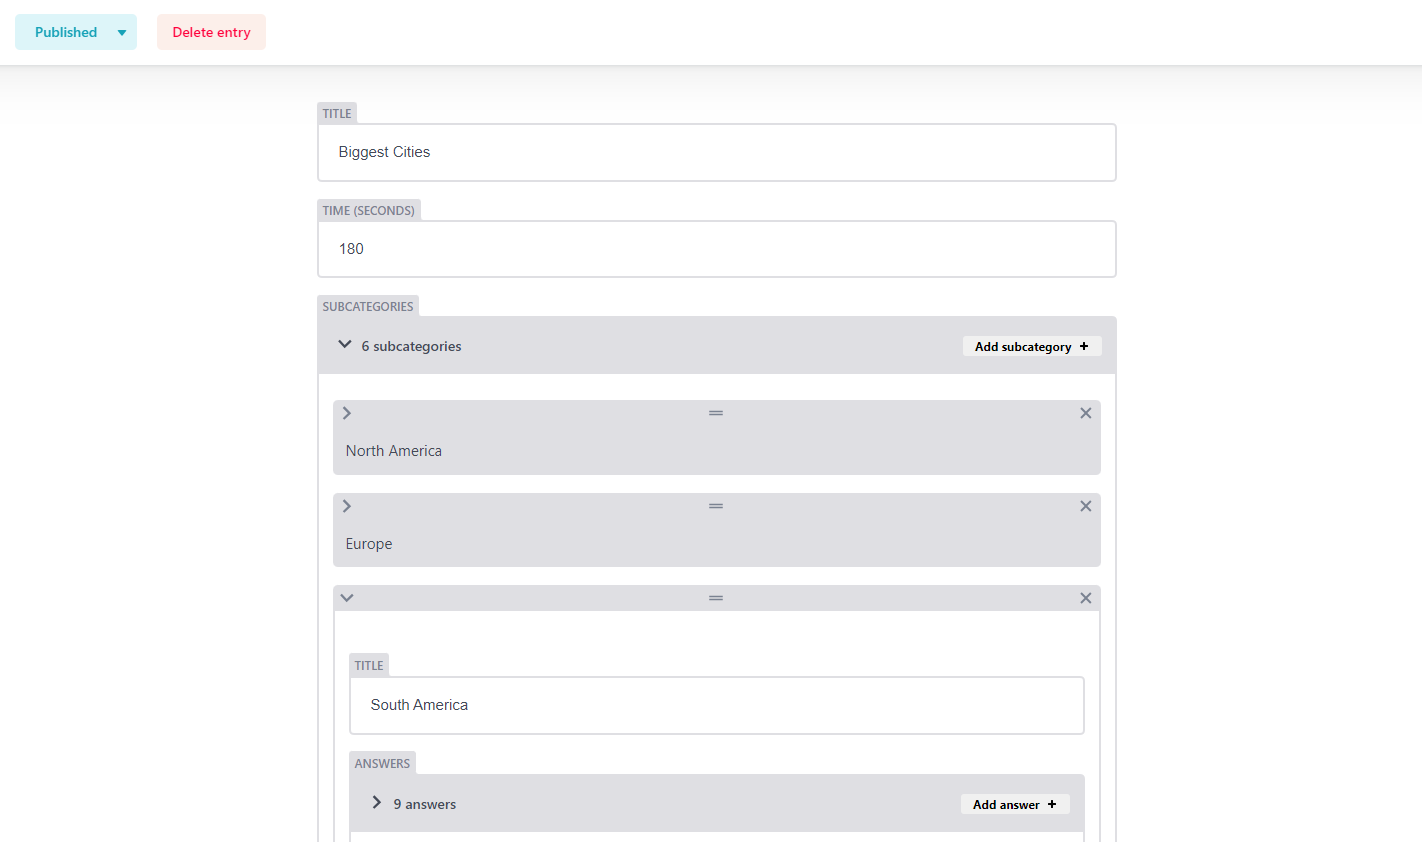 Published
Delete entry
TITLE
Biggest Cities
TIME (SECONDS)
180
SUBCATEGORIES
6 subcategories
Add subcategory +
North America
Europe
TITLE
South America
ANSWERS
9 answers
Add answer +